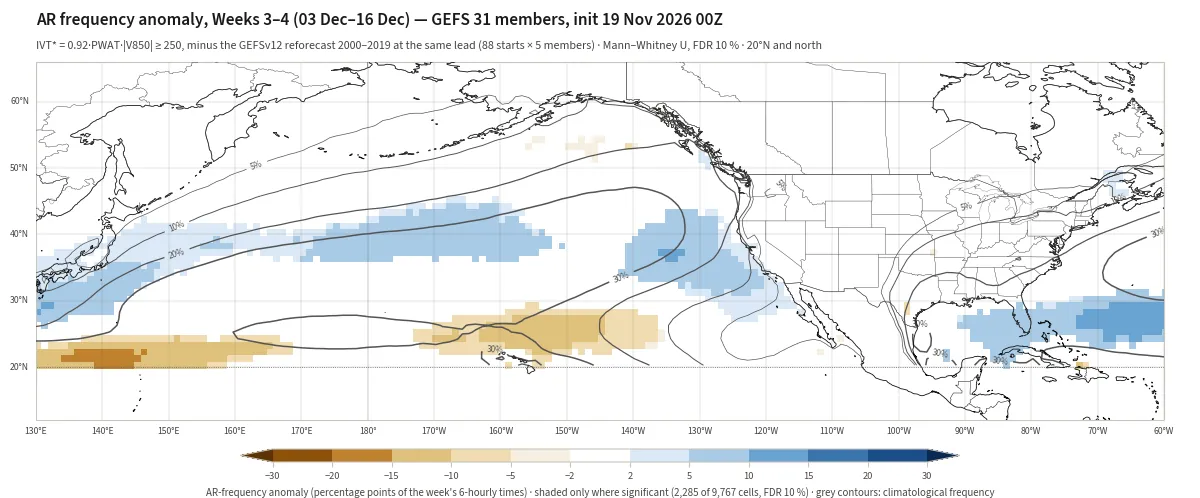 AR frequency anomaly, Weeks 3–4 (03 Dec–16 Dec) — GEFS 31 members, init 19 Nov 2026 00Z
IVT* = 0.92·PWAT·|V850| ≥ 250, minus the GEFSv12 reforecast 2000–2019 at the same lead (88 starts × 5 members) · Mann–Whitney U, FDR 10 % · 20°N and north
60°N
50°N
40°N
30°N
20°N
5%
10%
20%
30%
30%
5%
30%
30%
30%
130°E 140°E 150°E 160°E 170°E 180° 170°W 160°W 150°W 140°W 130°W 120°W 110°W 100°W 90°W 80°W 70°W 60°W
−30 −20 −15 −10 −5 −2 2 5 10 15 20 30
AR-frequency anomaly (percentage points of the week's 6-hourly times) · shaded only where significant (2,285 of 9,767 cells, FDR 10 %) · grey contours: climatological frequency